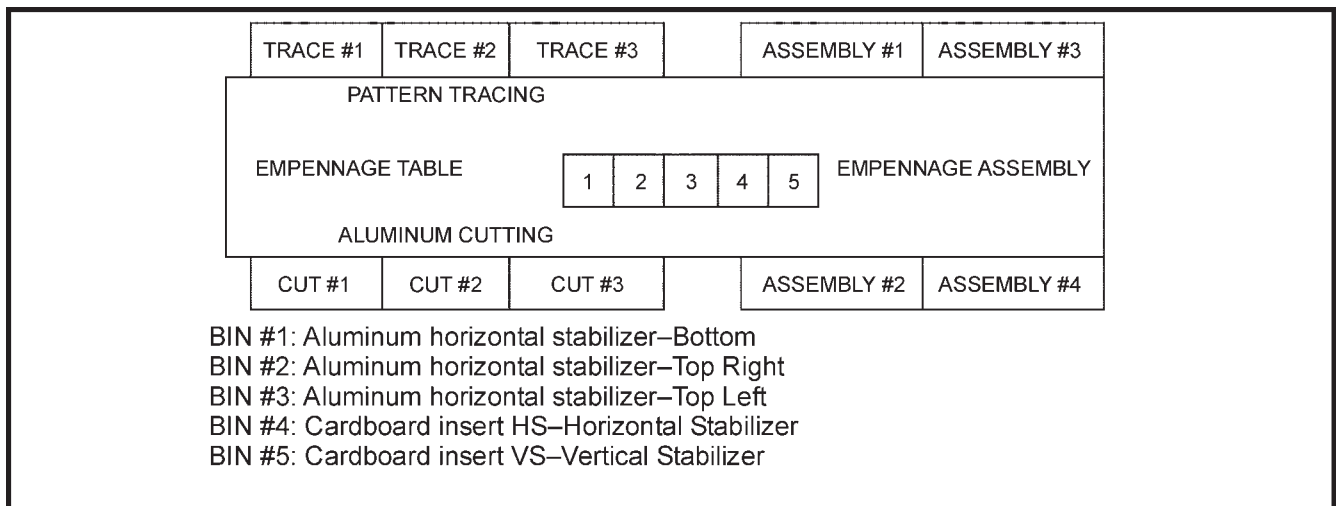 TRACE #1 TRACE #2 TRACE #3 ASSEMBLY #1 ASSEMBLY #3
PATTERN TRACING
EMPENNAGE TABLE 1 2 3 4 5 EMPENNAGE ASSEMBLY
ALUMINUM CUTTING
CUT #1 CUT #2 CUT #3 ASSEMBLY #2 ASSEMBLY #4
BIN #1: Aluminum horizontal stabilizer–Bottom
BIN #2: Aluminum horizontal stabilizer–Top Right
BIN #3: Aluminum horizontal stabilizer–Top Left
BIN #4: Cardboard insert HS–Horizontal Stabilizer
BIN #5: Cardboard insert VS–Vertical Stabilizer